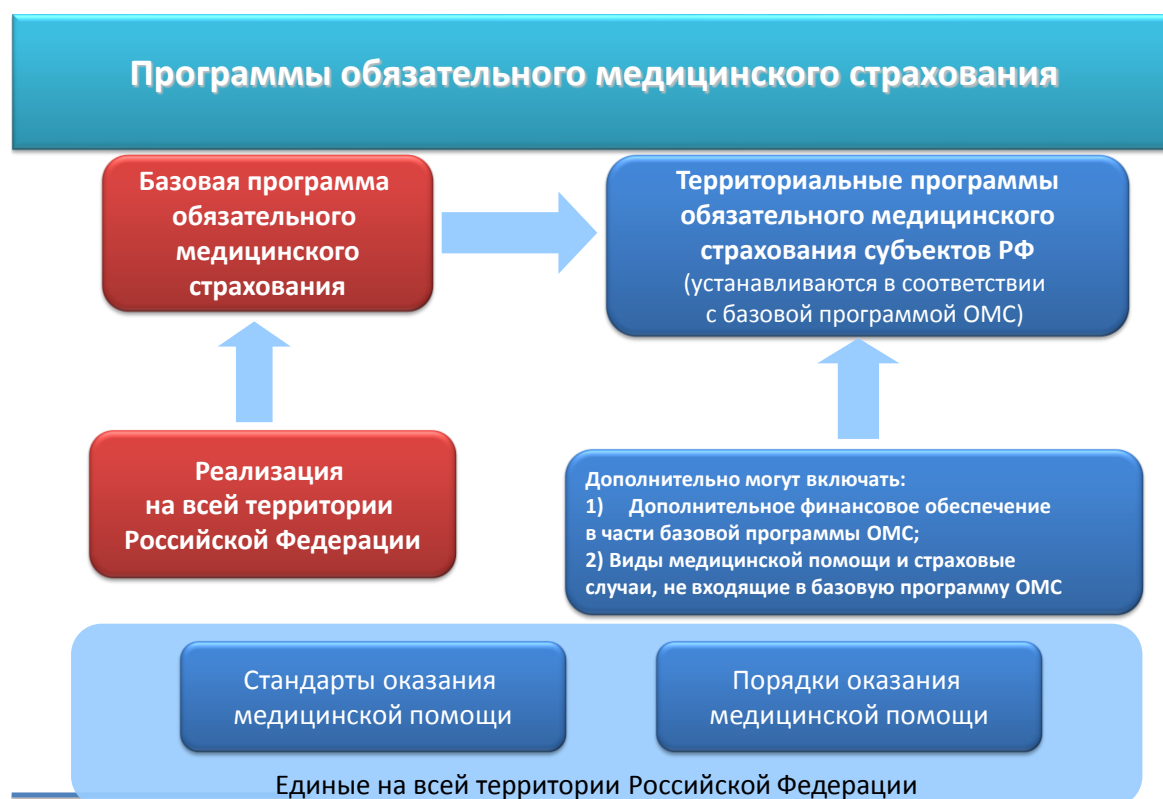 Программы обязательного медицинского страхования
Базовая программа
обязательного
медицинского
страхования
Территориальные программы
обязательного медицинского
страхования субъектов РФ
(устанавливаются в соответствии
с базовой программой ОМС)
Реализация
на всей территории
Российской Федерации
Дополнительно могут включать:
1) Дополнительное финансовое обеспечение
в части базовой программы ОМС;
2) Виды медицинской помощи и страховые
случаи, не входящие в базовую программу ОМС
Стандарты оказания
медицинской помощи
Порядки оказания
медицинской помощи
Единые на всей территории Российской Федерации